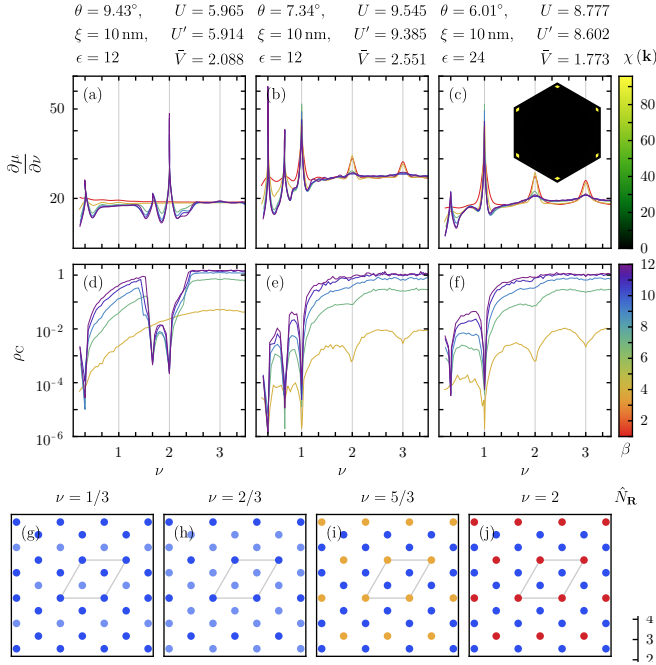 θ = 9.43°, U = 5.965 θ = 7.34°, U = 9.545 θ = 6.01°, U = 8.777
ξ = 10 nm, U′ = 5.914 ξ = 10 nm, U′ = 9.385 ξ = 10 nm, U′ = 8.602
ϵ = 12 V̄ = 2.088 ϵ = 12 V̄ = 2.551 ϵ = 24 V̄ = 1.773
χ(k)
(a) (b) (c)
50
20
∂μ/∂ν
80
60
40
20
0
(d) (e) (f)
1
10⁻²
10⁻⁴
10⁻⁶
ρC
12
10
8
6
4
2
β
1 2 3 1 2 3 1 2 3
ν ν ν
ν = 1/3 ν = 2/3 ν = 5/3 ν = 2 N̂R
(g) (h) (i) (j)
4
3
2